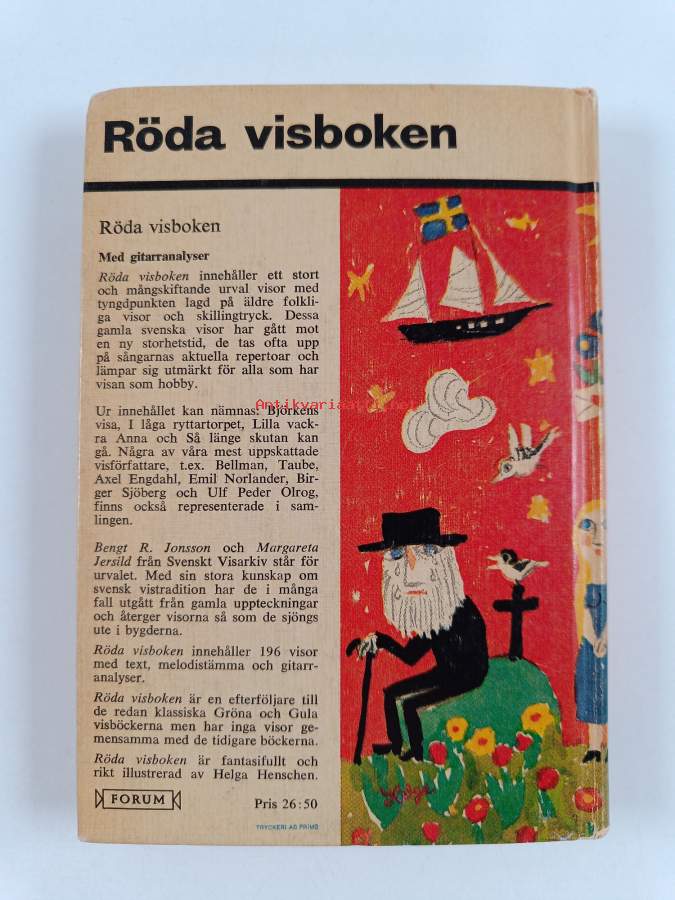 Röda visboken
Röda visboken
Med gitarranalyser
Röda visboken innehåller ett stort
och mångskiftande urval visor med
tyngdpunkten lagd på äldre folkli-
ga visor och skillingtryck. Dessa
gamla svenska visor har gått mot
en ny storhetstid, de tas ofta upp
på sångarnas aktuella repertoar och
lämpar sig utmärkt för alla som har
visan som hobby.
Ur innehållet kan nämnas: Björkens
visa, I låga ryttartorpet, Lilla vack-
ra Anna och Så länge skutan kan
gå. Några av våra mest uppskattade
visförfattare, t.ex. Bellman, Taube,
Axel Engdahl, Emil Norlander, Bir-
ger Sjöberg och Ulf Peder Olrog,
finns också representerade i sam-
lingen.
Bengt R. Jonsson och Margareta
Jersild från Svenskt Visarkiv står för
urvalet. Med sin stora kunskap om
svensk vistradition har de i många
fall utgått från gamla uppteckningar
och återger visorna så som de sjöngs
ute i bygderna.
Röda visboken innehåller 196 visor
med text, melodistämma och gitarr-
analyser.
Röda visboken är en efterföljare till
de redan klassiska Gröna och Gula
visböckerna men har inga visor ge-
mensamma med de tidigare böckerna.
Röda visboken är fantasifullt och
rikt illustrerad av Helga Henschen.
FORUM
Pris 26:50
TRYCKERI AB PRIMO
Helga